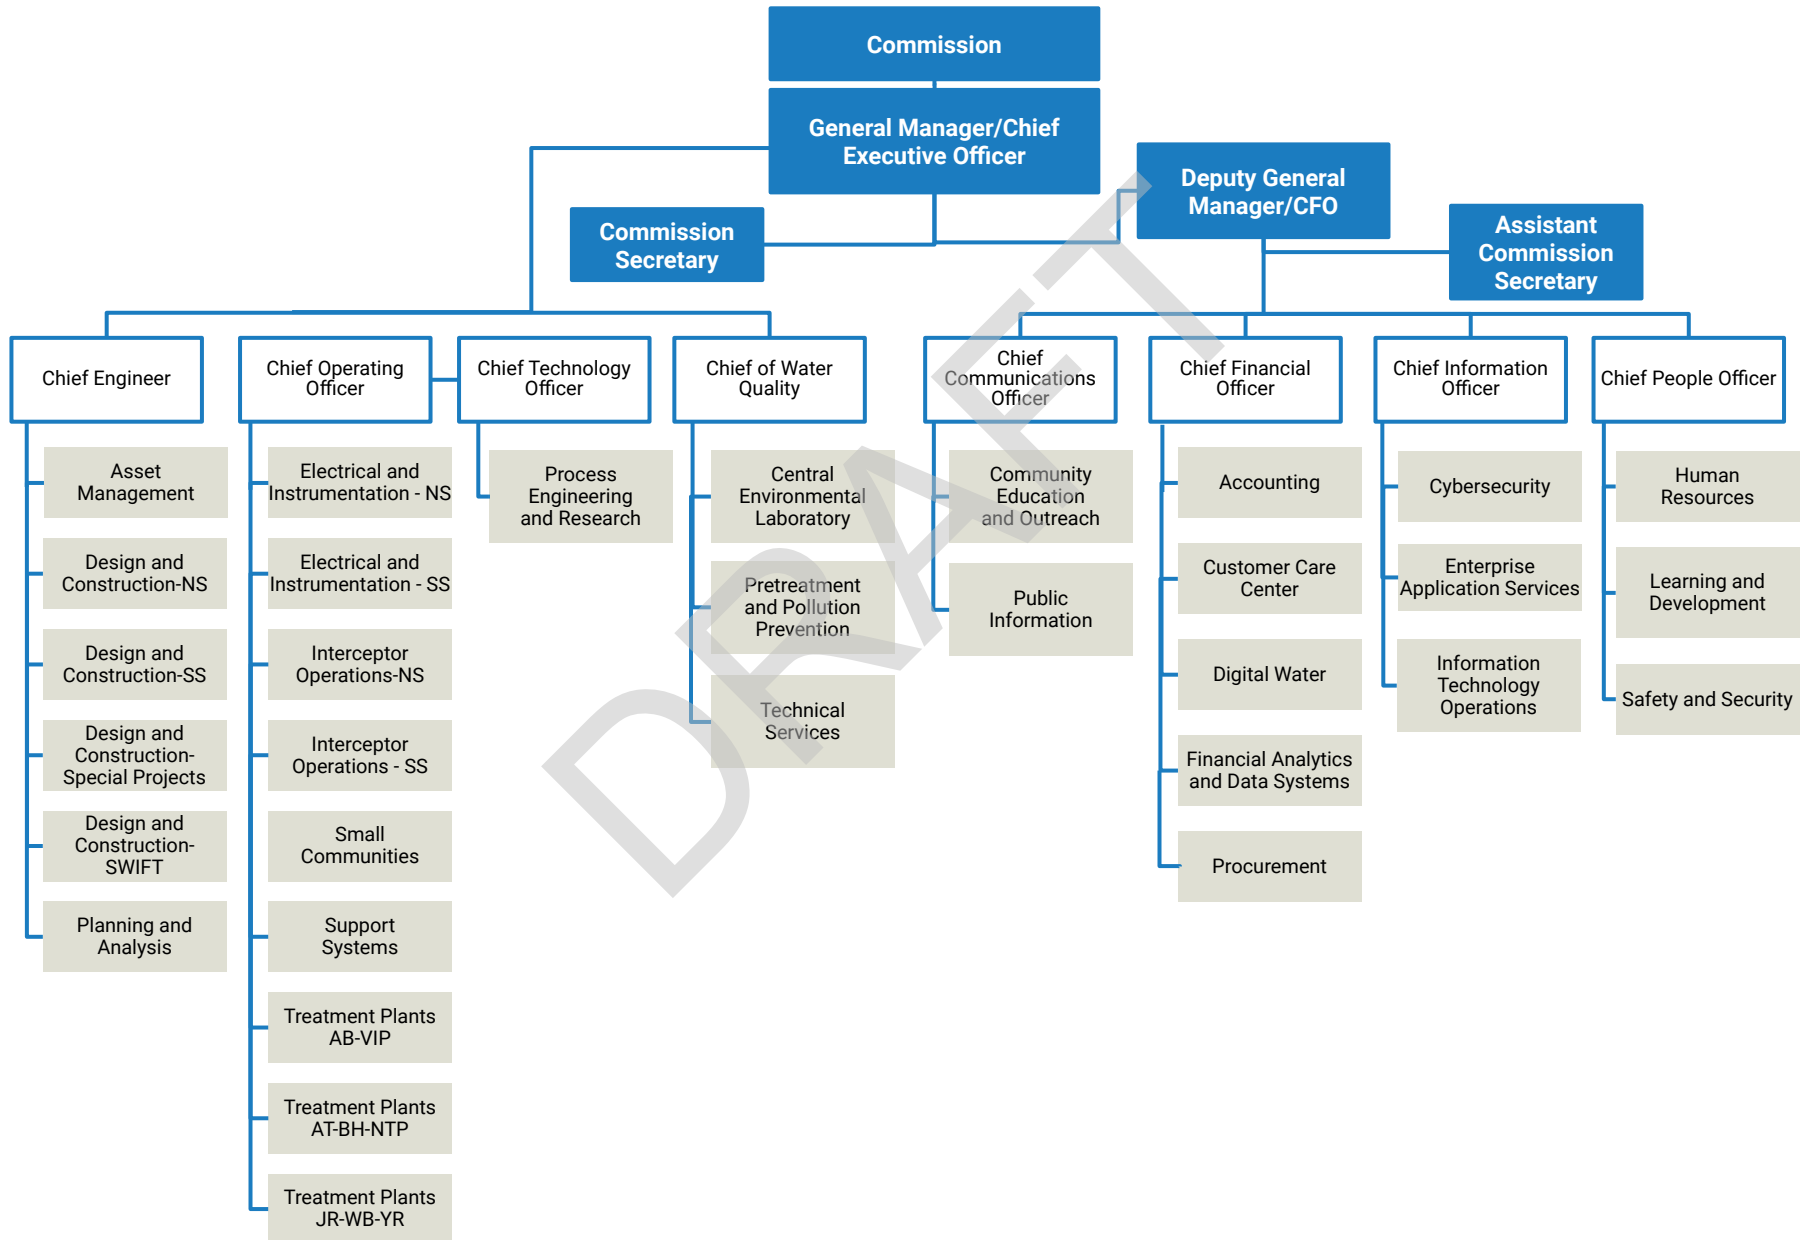 Commission
General Manager/Chief
Executive Officer
Deputy General
Manager/CFO
Commission
Secretary
Assistant
Commission
Secretary
Chief Engineer
Asset
Management
Design and
Construction-NS
Design and
Construction-SS
Design and
Construction-
Special Projects
Design and
Construction-
SWIFT
Planning and
Analysis
Chief Operating
Officer
Electrical and
Instrumentation - NS
Electrical and
Instrumentation - SS
Interceptor
Operations-NS
Interceptor
Operations - SS
Small
Communities
Support
Systems
Treatment Plants
AB-VIP
Treatment Plants
AT-BH-NTP
Treatment Plants
JR-WB-YR
Chief Technology
Officer
Process
Engineering
and Research
Chief of Water
Quality
Central
Environmental
Laboratory
Pretreatment
and Pollution
Prevention
Technical
Services
Chief
Communications
Officer
Community
Education
and Outreach
Public
Information
Chief Financial
Officer
Accounting
Customer Care
Center
Digital Water
Financial Analytics
and Data Systems
Procurement
Chief Information
Officer
Cybersecurity
Enterprise
Application Services
Information
Technology
Operations
Chief People Officer
Human
Resources
Learning and
Development
Safety and Security
DRAFT